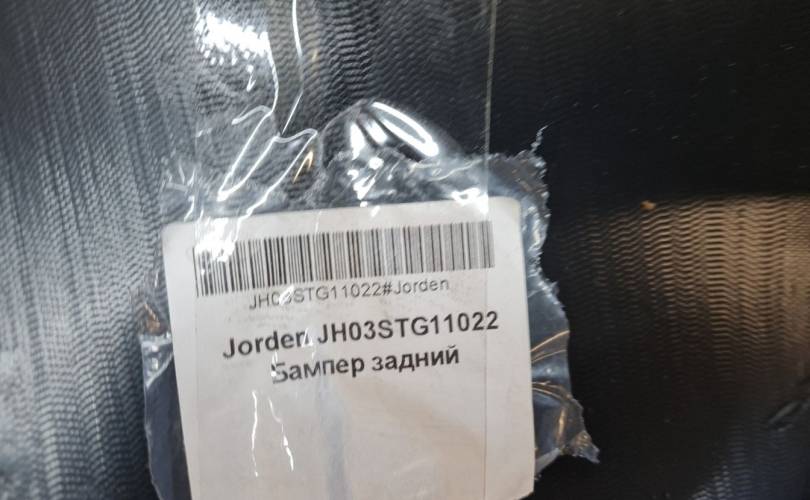 JH03STG11022#Jorden
Jorden JH03STG11022
Бампер задний